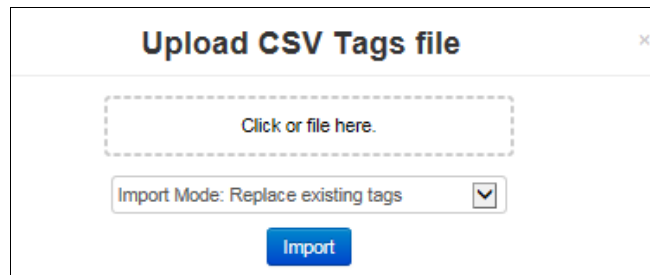 Upload CSV Tags file
×
Click or file here.
Import Mode: Replace existing tags
Import